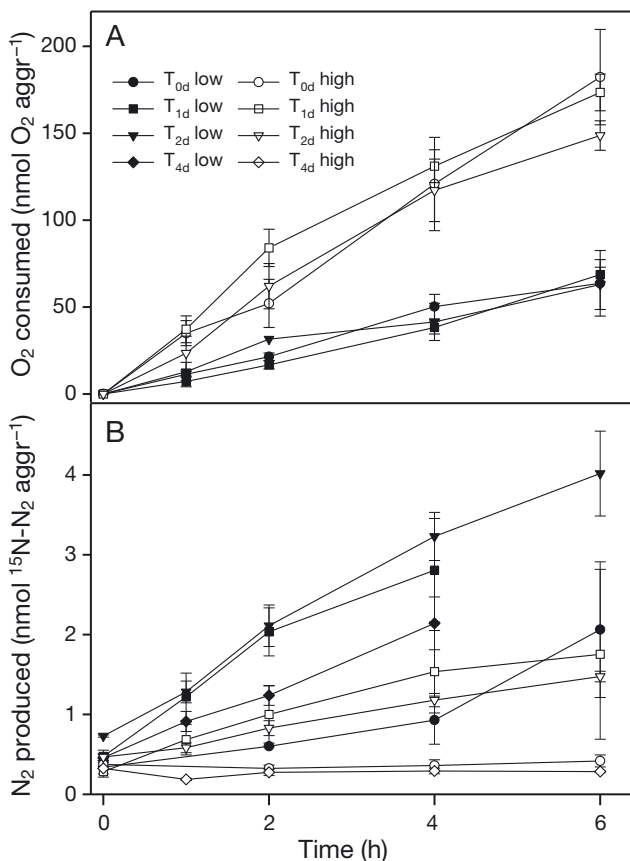 A
200
150
100
50
0
O₂ consumed (nmol O₂ aggr⁻¹)
T0d low T0d high
T1d low T1d high
T2d low T2d high
T4d low T4d high
B
4
3
2
1
0
N₂ produced (nmol ¹⁵N-N₂ aggr⁻¹)
0 2 4 6
Time (h)